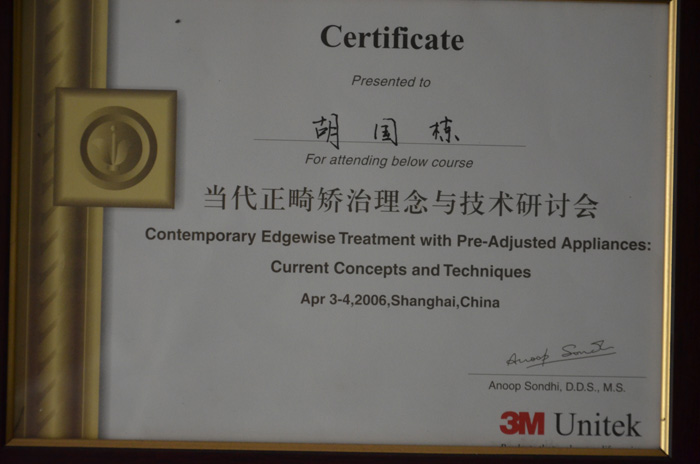 Certificate
Presented to
胡国栋
For attending below course
当代正畸矫治理念与技术研讨会
Contemporary Edgewise Treatment with Pre-Adjusted Appliances:
Current Concepts and Techniques
Apr 3-4,2006,Shanghai,China
Anoop Sondhi
Anoop Sondhi, D.D.S., M.S.
3M Unitek